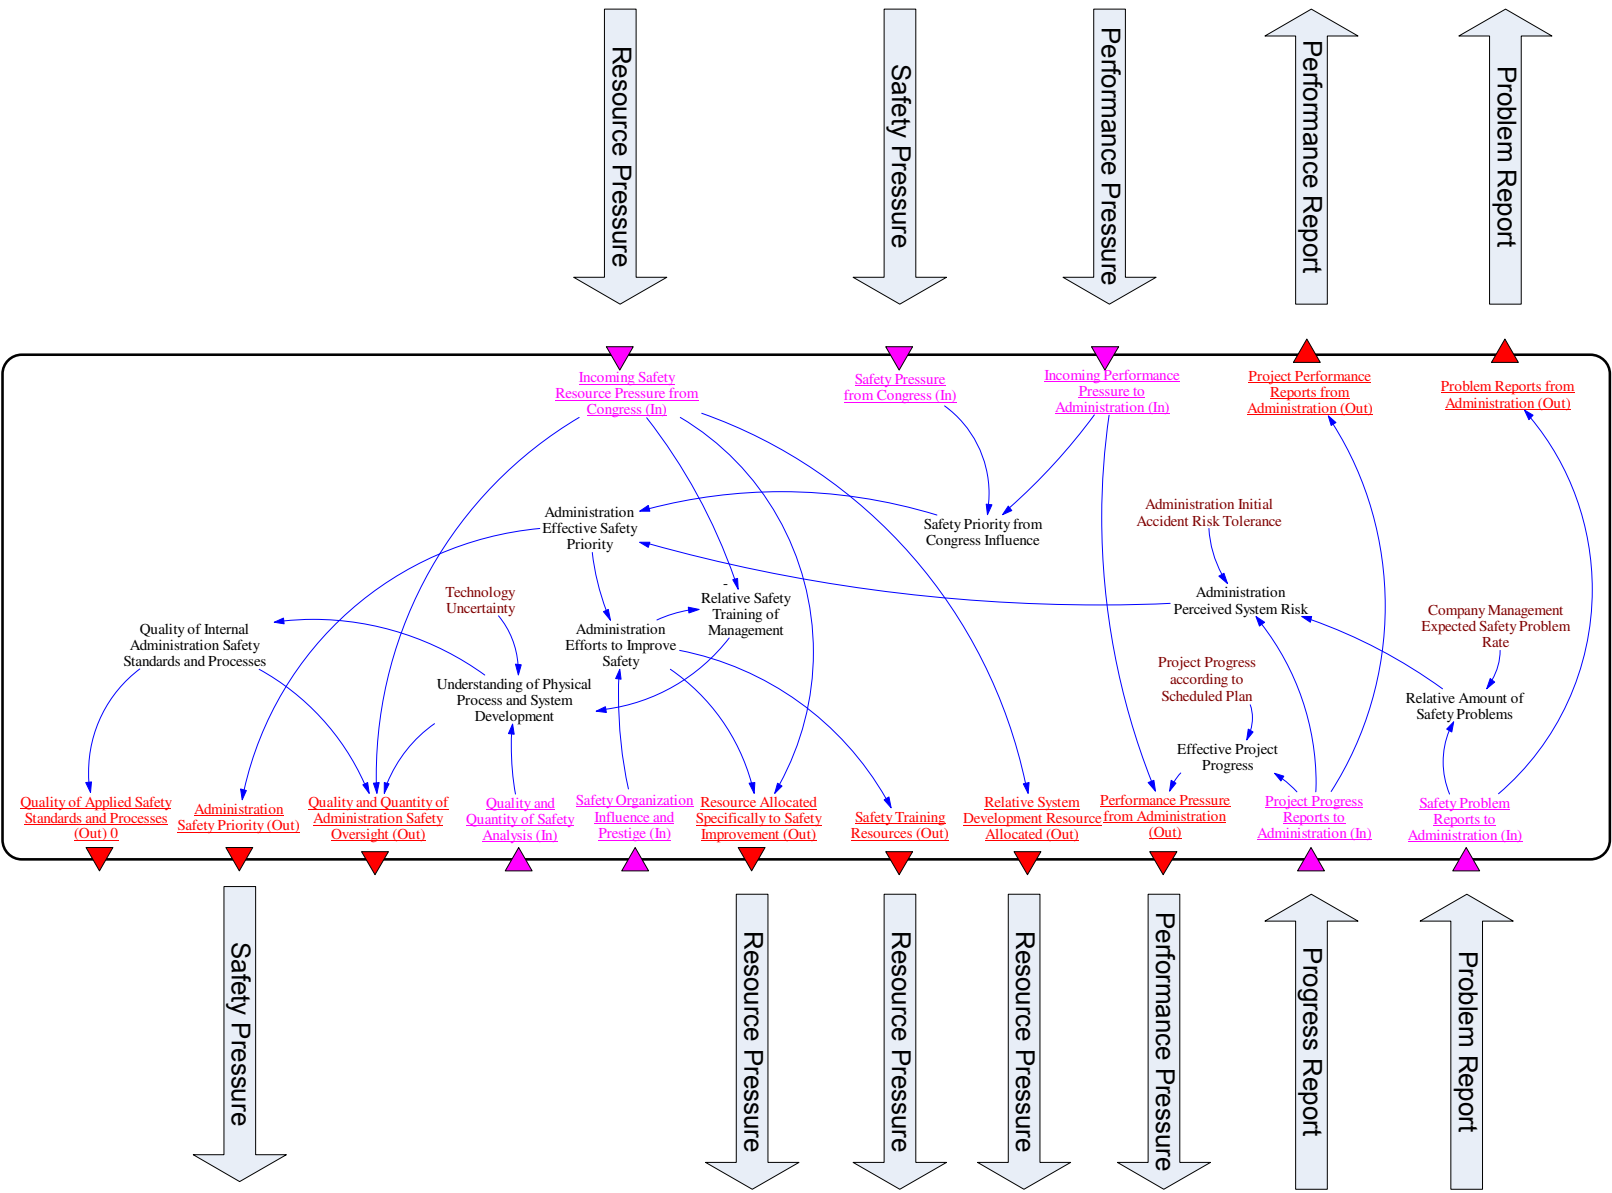 Resource Pressure
Safety Pressure
Performance Pressure
Performance Report
Problem Report
Incoming Safety
Resource Pressure from
Congress (In)
Safety Pressure
from Congress (In)
Incoming Performance
Pressure to
Administration (In)
Project Performance
Reports from
Administration (Out)
Problem Reports from
Administration (Out)
Administration
Effective Safety
Priority
Safety Priority from
Congress Influence
Administration Initial
Accident Risk Tolerance
Technology
Uncertainty
-
Relative Safety
Training of
Management
Administration
Perceived System Risk
Company Management
Expected Safety Problem
Rate
Quality of Internal
Administration Safety
Standards and Processes
Administration
Efforts to Improve
Safety
Understanding of Physical
Process and System
Development
Project Progress
according to
Scheduled Plan
Relative Amount of
Safety Problems
Effective Project
Progress
Quality of Applied Safety
Standards and Processes
(Out) 0
Administration
Safety Priority (Out)
Quality and Quantity of
Administration Safety
Oversight (Out)
Quality and
Quantity of Safety
Analysis (In)
Safety Organization
Influence and
Prestige (In)
Resource Allocated
Specifically to Safety
Improvement (Out)
Safety Training
Resources (Out)
Relative System
Development Resource
Allocated (Out)
Performance Pressure
from Administration
(Out)
Project Progress
Reports to
Administration (In)
Safety Problem
Reports to
Administration (In)
Safety Pressure
Resource Pressure
Resource Pressure
Resource Pressure
Performance Pressure
Progress Report
Problem Report